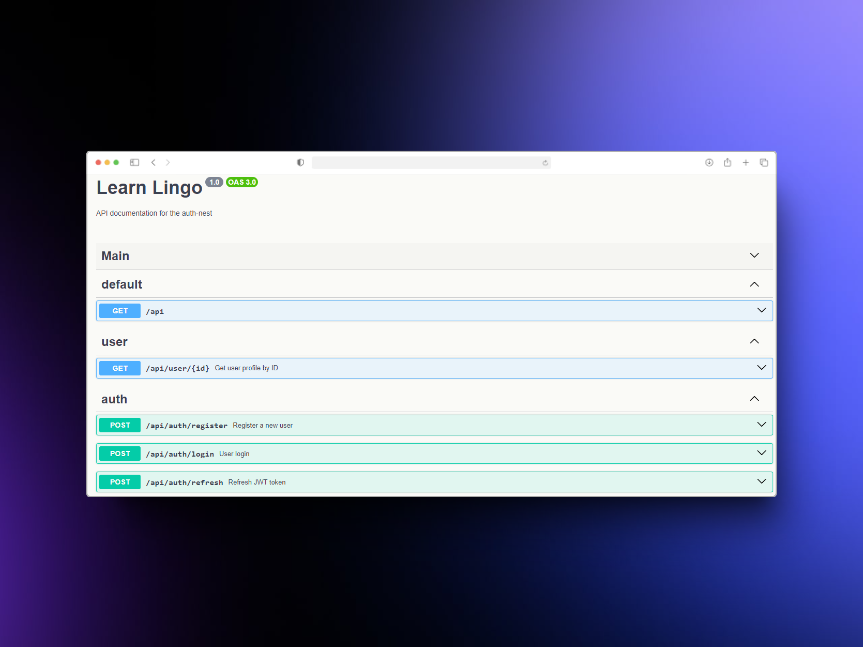 Learn Lingo 1.0 OAS 3.0
API documentation for the auth-nest
Main
default
GET /api
user
GET /api/user/{id} Get user profile by ID
auth
POST /api/auth/register Register a new user
POST /api/auth/login User login
POST /api/auth/refresh Refresh JWT token